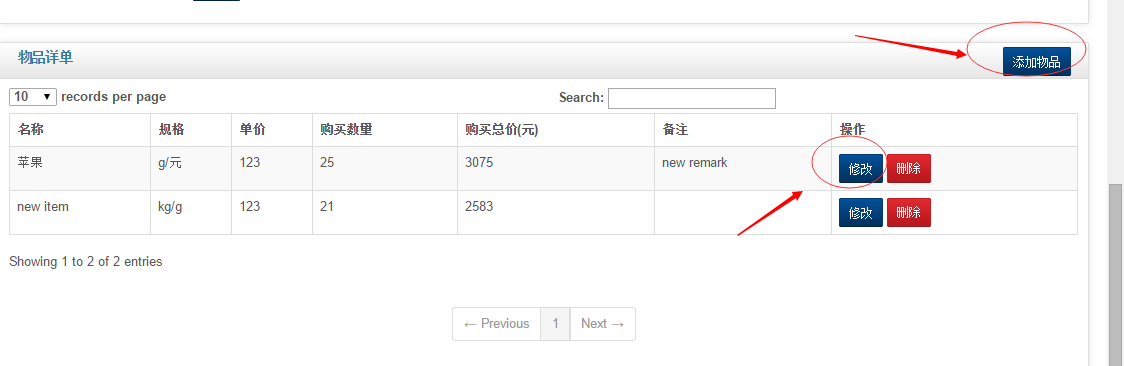 物品详单
添加物品
10 records per page
Search:
名称 规格 单价 购买数量 购买总价(元) 备注 操作
苹果 g/元 123 25 3075 new remark 修改 删除
new item kg/g 123 21 2583 修改 删除
Showing 1 to 2 of 2 entries
← Previous 1 Next →